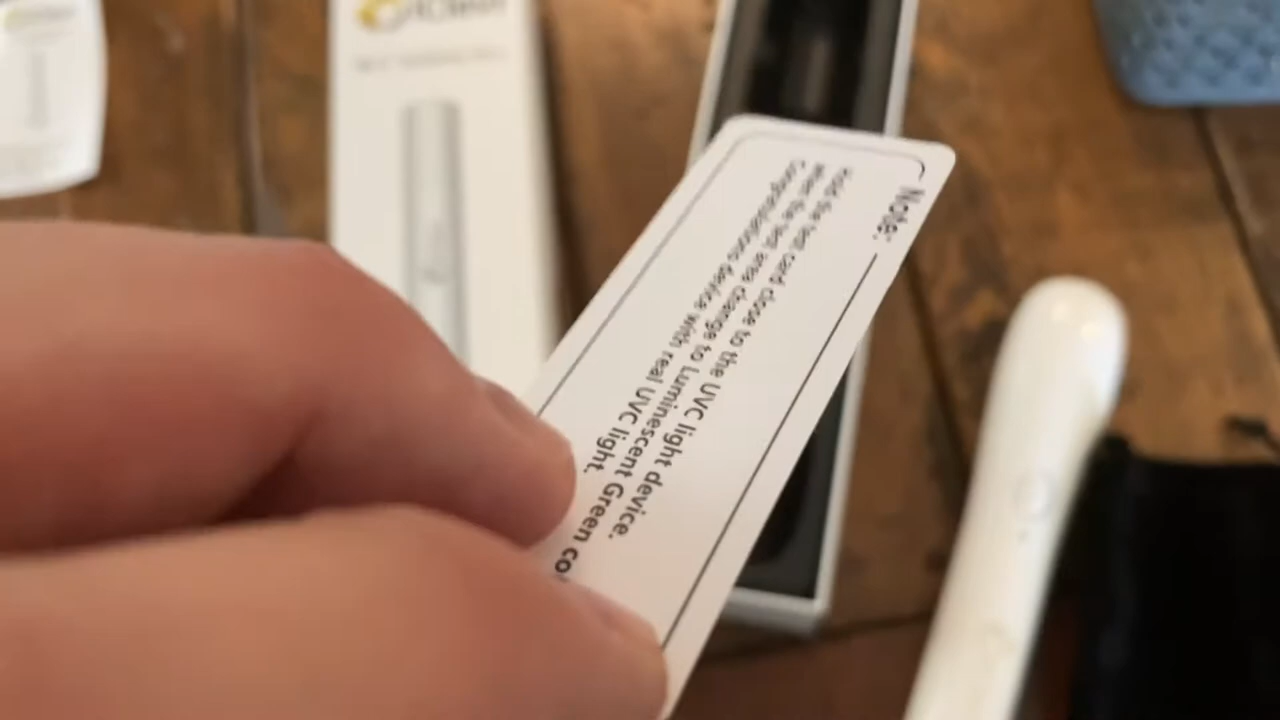 Note:
Hold the test card close to the UVC light device.
When the test area change to Luminescent Green co
Congratulations device with real UVC light.